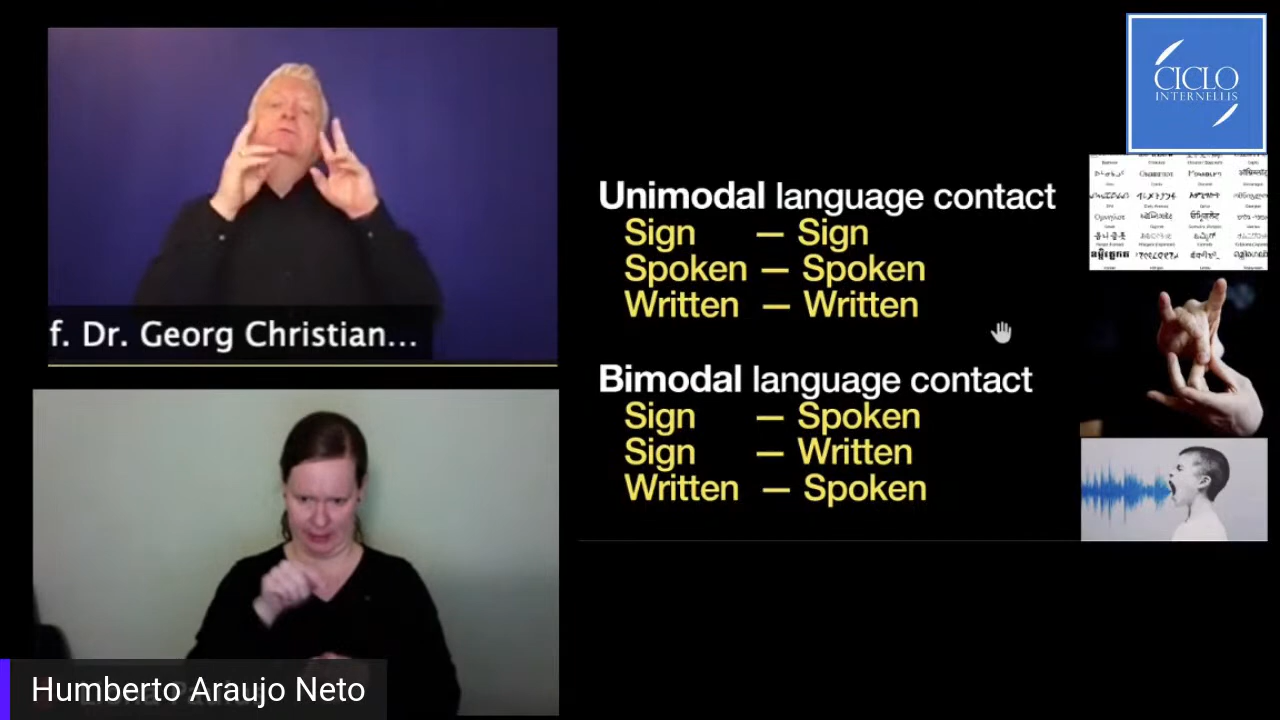 CICLO
INTERNELLIS
f. Dr. Georg Christian...
Unimodal language contact
Sign — Sign
Spoken — Spoken
Written — Written
Bimodal language contact
Sign — Spoken
Sign — Written
Written — Spoken
Humberto Araujo Neto